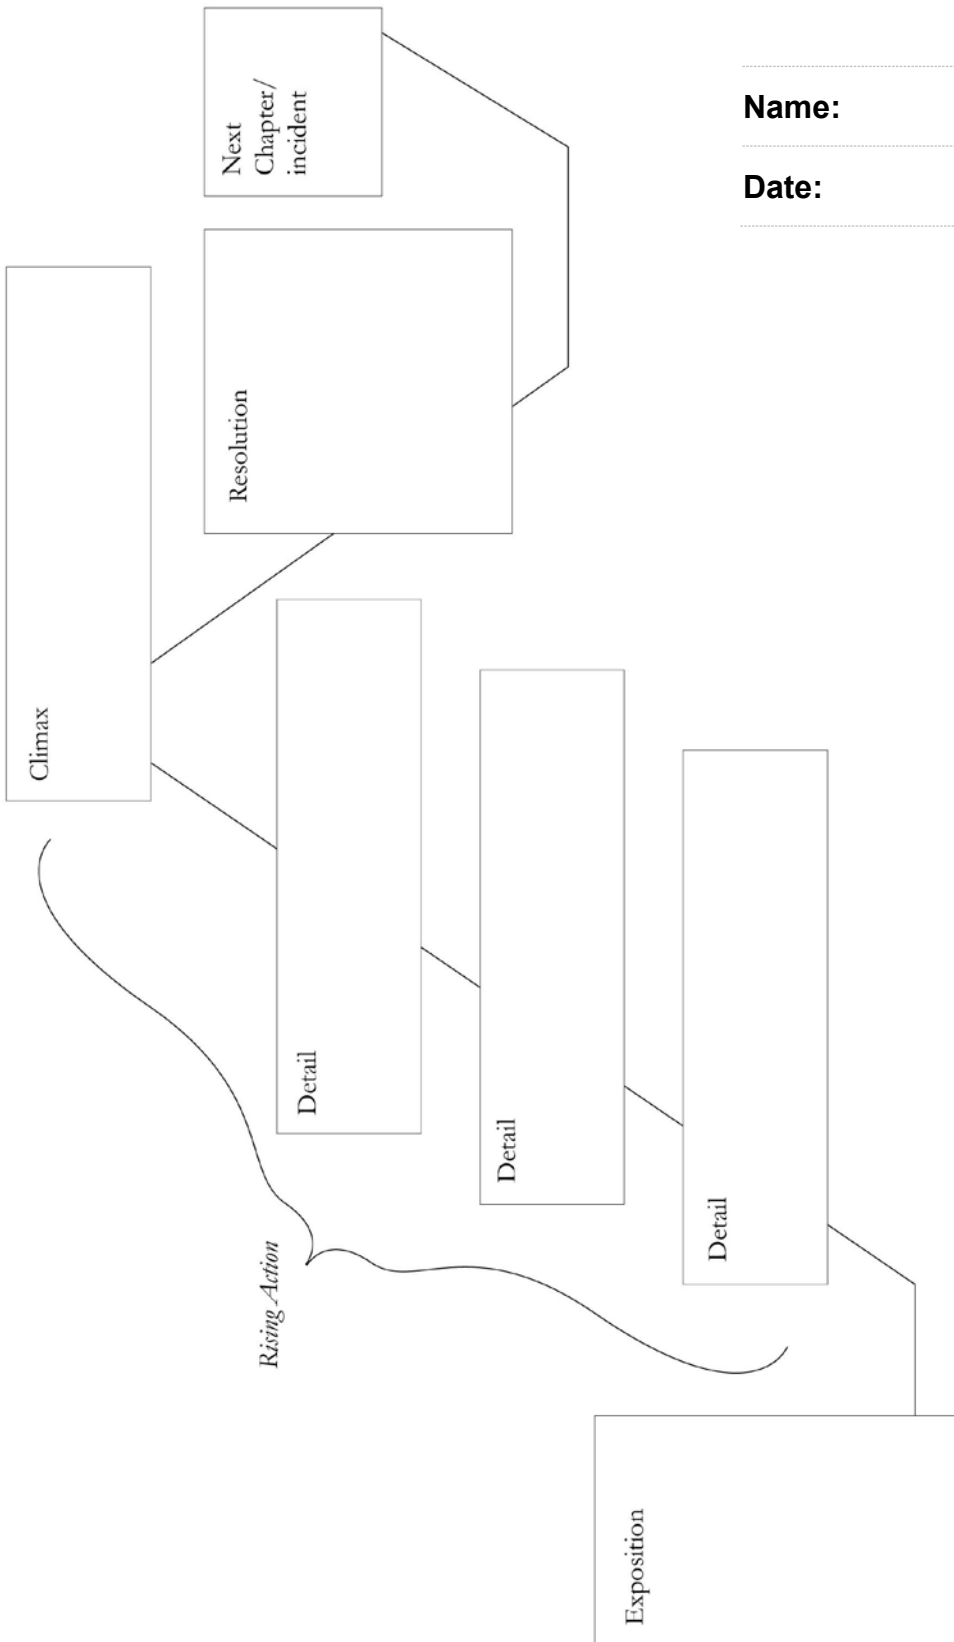 Name:
Date:
Exposition
Rising Action
Detail
Detail
Detail
Climax
Resolution
Next
Chapter/
incident